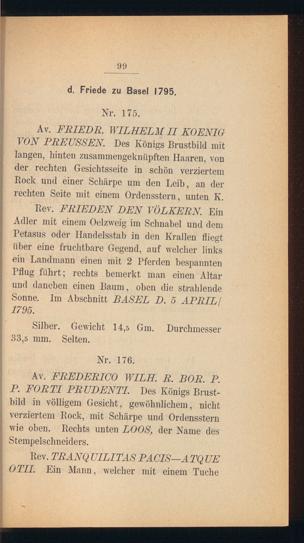 99
d. Friede zu Basel 1795.
Nr. 175.
Av. FRIEDR. WILHELM II KOENIG
VON PREUSSEN. Des Königs Brustbild mit
langen, hinten zusammengeknüpften Haaren, von
der rechten Gesichtsseite in schön verziertem
Rock und einer Schärpe um den Leib, an der
rechten Seite mit einem Ordensstern, unten K.
Rev. FRIEDEN DEN VÖLKERN. Ein
Adler mit einem Oelzweig im Schnabel und dem
Petasus oder Handelsstab in den Krallen fliegt
über eine fruchtbare Gegend, auf welcher links
ein Landmann einen mit 2 Pferden bespannten
Pflug führt; rechts bemerkt man einen Altar
und daneben einen Baum, oben die strahlende
Sonne. Im Abschnitt BASEL D. 5 APRIL/
1795.
Silber. Gewicht 14,5 Gm. Durchmesser
33,5 mm. Selten.
Nr. 176.
Av. FREDERICO WILH. R. BOR. P.
P. FORTI PRUDENTI. Des Königs Brust-
bild in völligem Gesicht, gewöhnlichem, nicht
verziertem Rock, mit Schärpe und Ordensstern
wie oben. Rechts unten LOOS, der Name des
Stempelschneiders.
Rev. TRANQUILITAS PACIS—ATQUE
OTII. Ein Mann, welcher mit einem Tuche